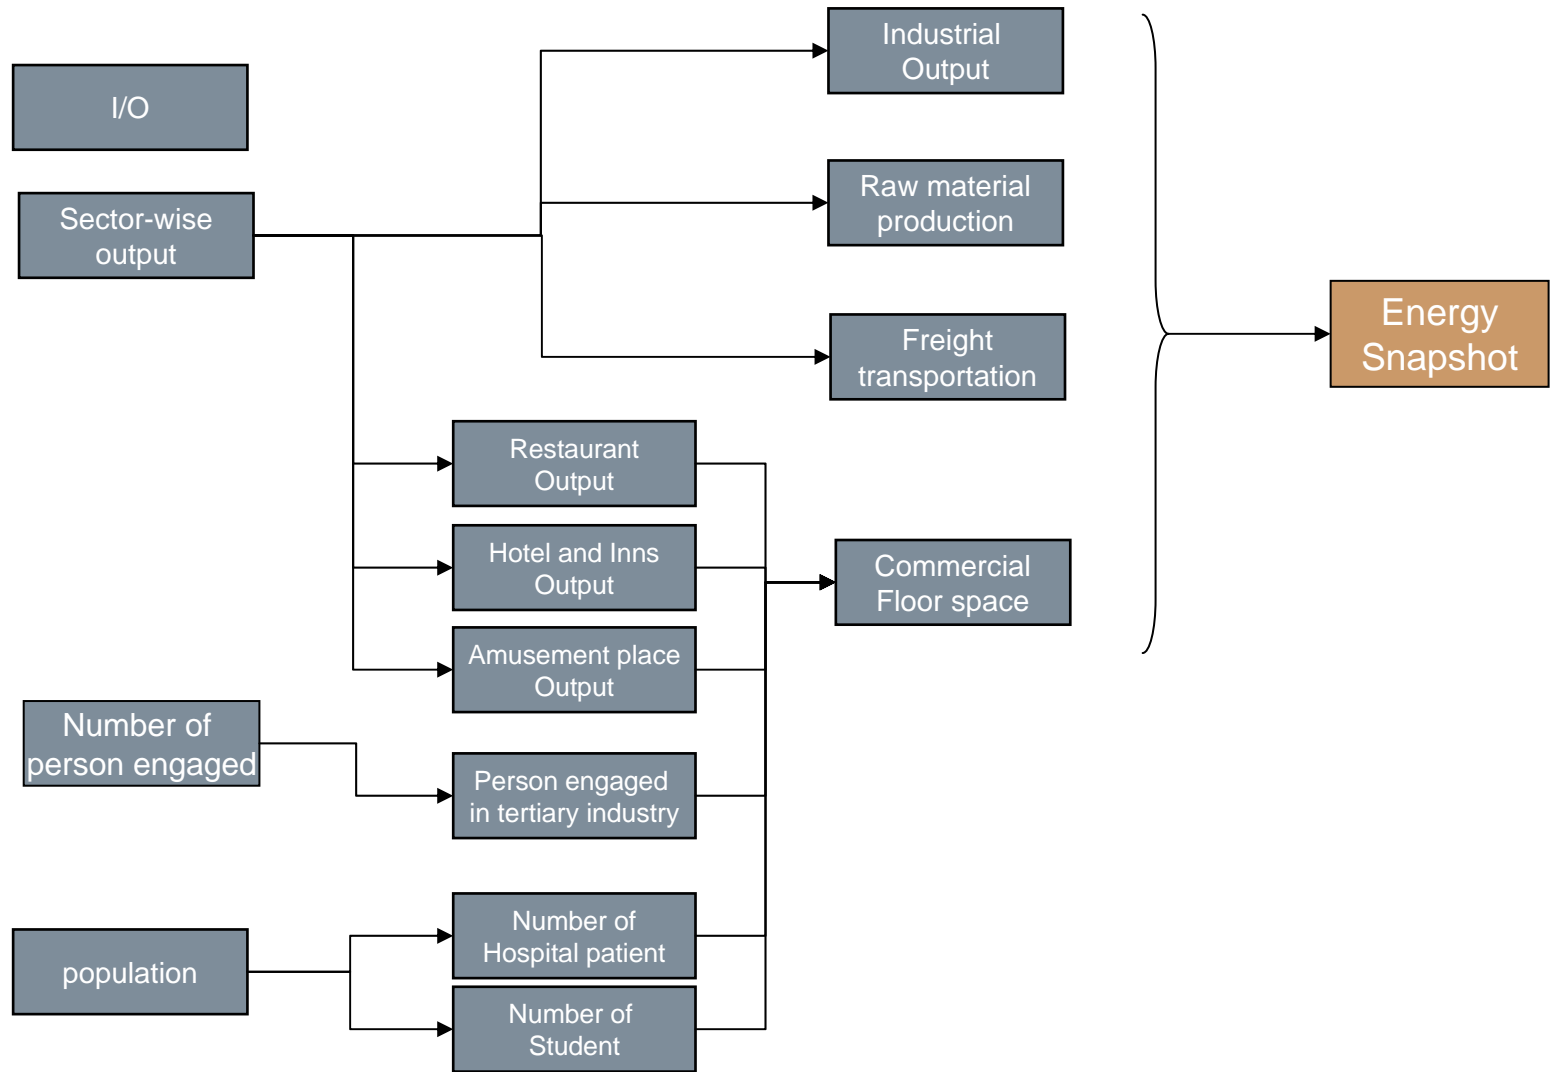 Industrial
Output
I/O
Raw material
production
Sector-wise
output
Energy
Snapshot
Freight
transportation
Restaurant
Output
Hotel and Inns
Output
Commercial
Floor space
Amusement place
Output
Number of
person engaged
Person engaged
in tertiary industry
Number of
Hospital patient
population
Number of
Student